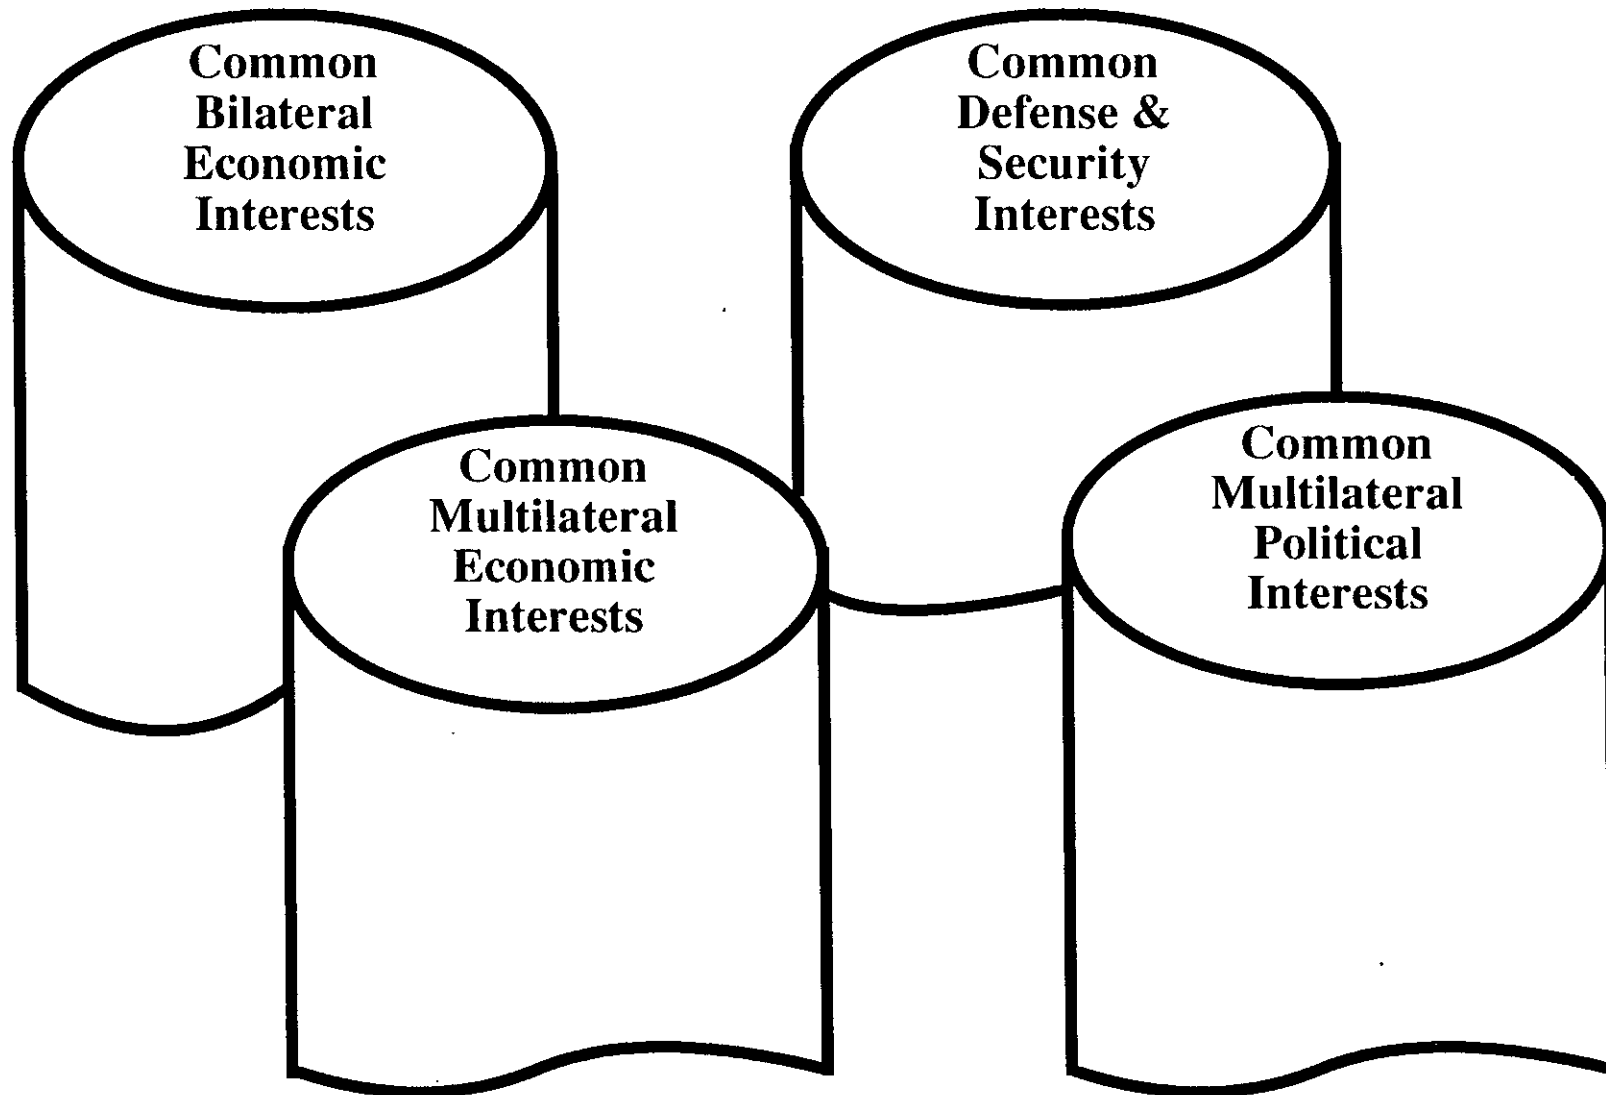 Common
Bilateral
Economic
Interests
Common
Defense &
Security
Interests
Common
Multilateral
Economic
Interests
Common
Multilateral
Political
Interests